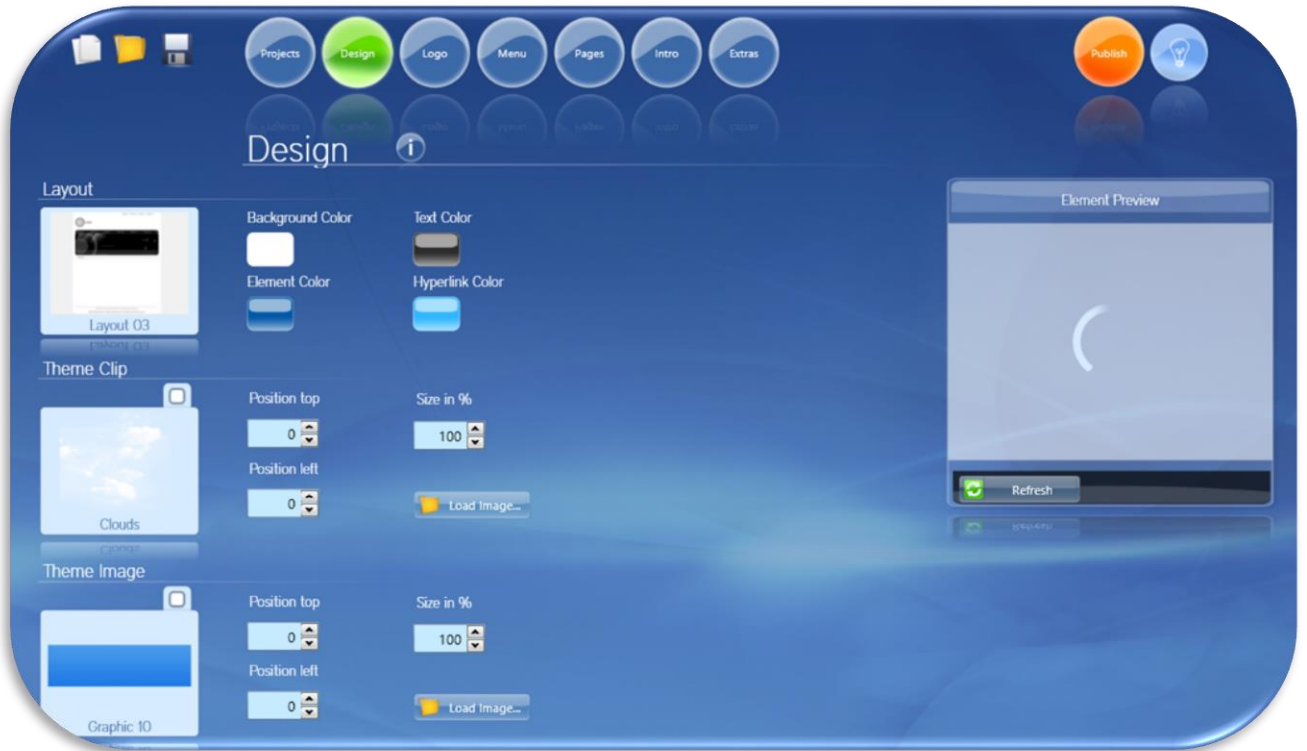 Projects
Design
Logo
Menu
Pages
Intro
Extras
Publish
Design
i
Layout
Layout 03
Background Color
Text Color
Element Color
Hyperlink Color
Element Preview
Refresh
Theme Clip
Clouds
Position top
0
Size in %
100
Position left
0
Load Image...
Theme Image
Graphic 10
Position top
0
Size in %
100
Position left
0
Load Image...